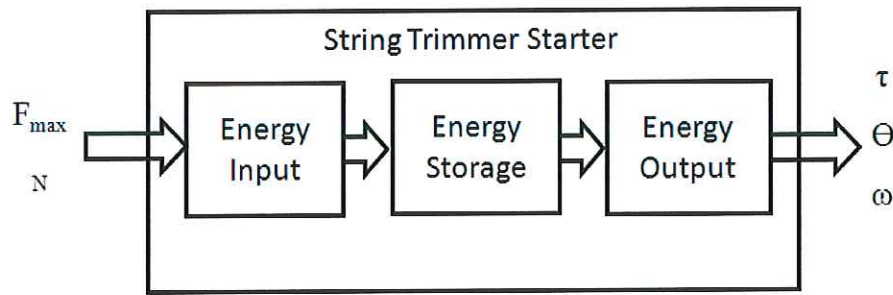 String Trimmer Starter
F_max
N
Energy
Input
Energy
Storage
Energy
Output
τ
Θ
ω